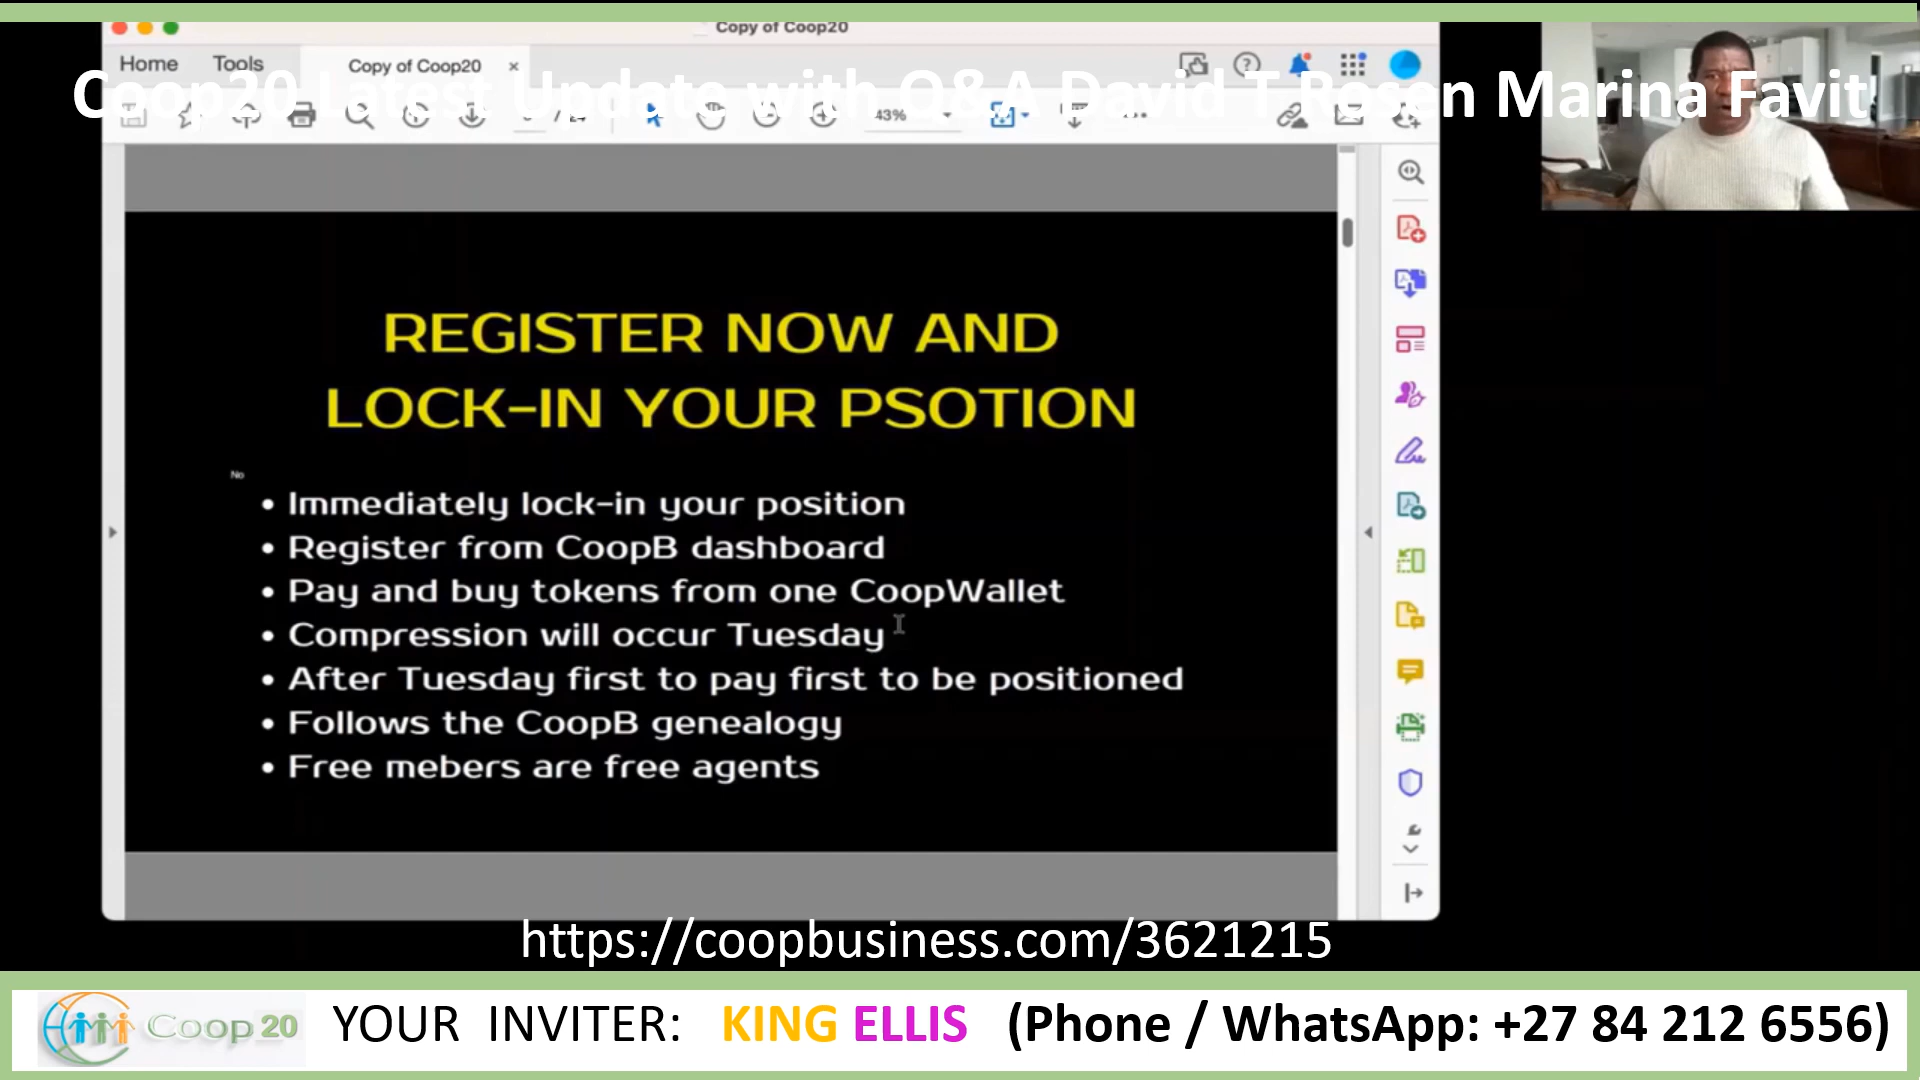 Copy of Coop20
Home Tools Copy of Coop20 ×
Coop20 Latest Update with Q&A David T Rosen Marina Favit
43%
REGISTER NOW AND
LOCK-IN YOUR PSOTION
No
• Immediately lock-in your position
• Register from CoopB dashboard
• Pay and buy tokens from one CoopWallet
• Compression will occur Tuesday
• After Tuesday first to pay first to be positioned
• Follows the CoopB genealogy
• Free mebers are free agents
https://coopbusiness.com/3621215
Coop 20 YOUR INVITER: KING ELLIS (Phone / WhatsApp: +27 84 212 6556)